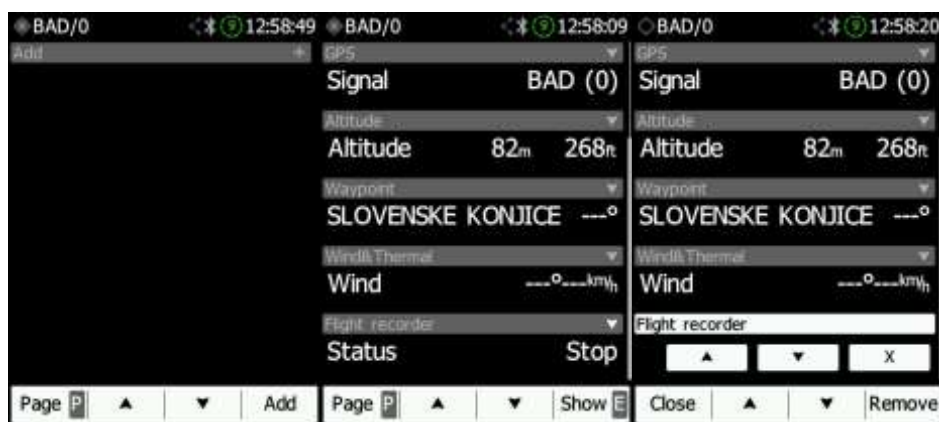 BAD/0 9 12:58:49
Add +
Page P ▲ ▼ Add
BAD/0 9 12:58:09
GPS
Signal BAD (0)
Altitude
Altitude 82m 268ft
Waypoint
SLOVENSKE KONJICE ---°
Wind&Thermal
Wind ---°---km/h
Flight recorder
Status Stop
Page P ▲ ▼ Show E
BAD/0 9 12:58:20
GPS
Signal BAD (0)
Altitude
Altitude 82m 268ft
Waypoint
SLOVENSKE KONJICE ---°
Wind&Thermal
Wind ---°---km/h
Flight recorder
▲ ▼ X
Close ▲ ▼ Remove